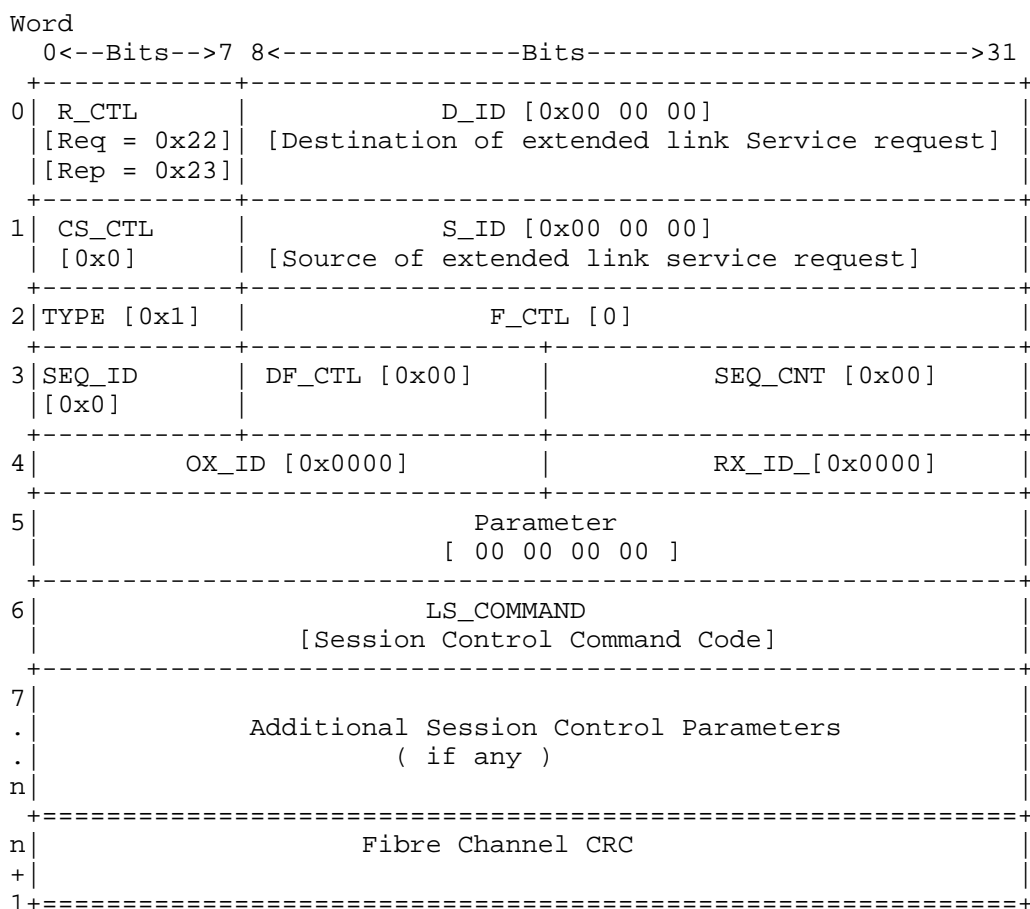 Word
  0<--Bits-->7 8<---------------Bits------------------------>31
 +------------+------------------------------------------------+
0| R_CTL      |            D_ID [0x00 00 00]                   |
 |[Req = 0x22]| [Destination of extended link Service request] |
 |[Rep = 0x23]|                                                |
 +------------+------------------------------------------------+
1| CS_CTL     |            S_ID [0x00 00 00]                   |
 | [0x0]      | [Source of extended link service request]      |
 +------------+------------------------------------------------+
2|TYPE [0x1]  |               F_CTL [0]                        |
 +------------+------------------+-----------------------------+
3|SEQ_ID      | DF_CTL [0x00]    |          SEQ_CNT [0x00]     |
 |[0x0]       |                  |                             |
 +------------+------------------+-----------------------------+
4|         OX_ID [0x0000]        |          RX_ID_[0x0000]     |
 +-------------------------------+-----------------------------+
5|                           Parameter                         |
 |                         [ 00 00 00 00 ]                     |
 +-------------------------------------------------------------+
6|                        LS_COMMAND                           |
 |                [Session Control Command Code]               |
 +-------------------------------------------------------------+
7|                                                             |
.|             Additional Session Control Parameters           |
.|                      ( if any )                             |
n|                                                             |
 +=============================================================+
n|                    Fibre Channel CRC                        |
+|                                                             |
1+=============================================================+